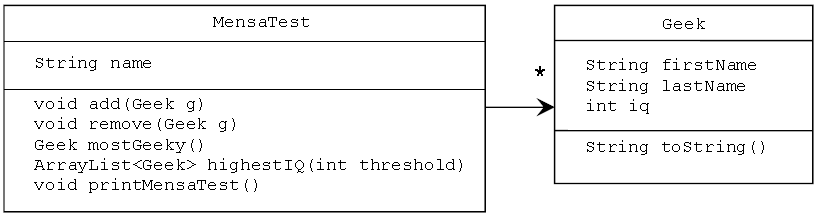 MensaTest
String name
void add(Geek g)
void remove(Geek g)
Geek mostGeeky()
ArrayList<Geek> highestIQ(int threshold)
void printMensaTest()
*
Geek
String firstName
String lastName
int iq
String toString()